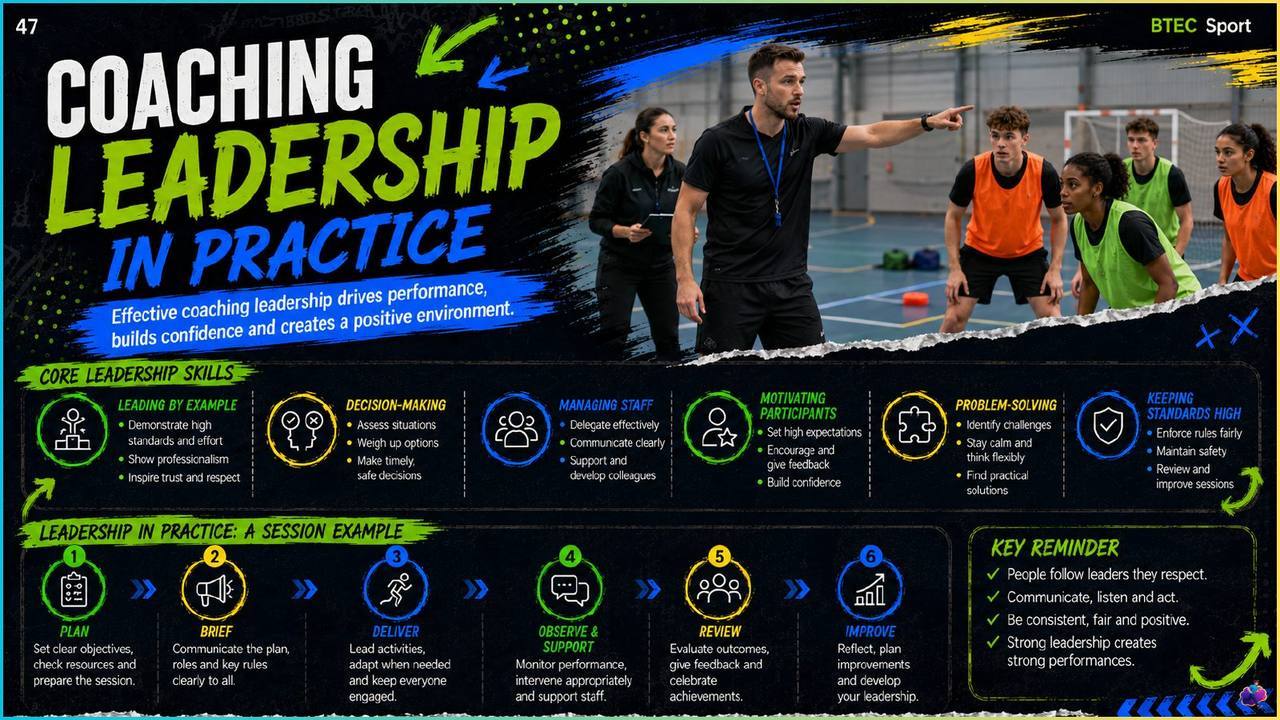 47
BTEC Sport
COACHING
LEADERSHIP
IN PRACTICE
Effective coaching leadership drives performance,
builds confidence and creates a positive environment.
CORE LEADERSHIP SKILLS
LEADING BY EXAMPLE
• Demonstrate high
standards and effort
• Show professionalism
• Inspire trust and respect
DECISION-MAKING
• Assess situations
• Weigh up options
• Make timely,
safe decisions
MANAGING STAFF
• Delegate effectively
• Communicate clearly
• Support and
develop colleagues
MOTIVATING
PARTICIPANTS
• Set high expectations
• Encourage and
give feedback
• Build confidence
PROBLEM-SOLVING
• Identify challenges
• Stay calm and
think flexibly
• Find practical
solutions
KEEPING
STANDARDS HIGH
• Enforce rules fairly
• Maintain safety
• Review and
improve sessions
LEADERSHIP IN PRACTICE: A SESSION EXAMPLE
1
PLAN
Set clear objectives,
check resources and
prepare the session.
2
BRIEF
Communicate the plan,
roles and key rules
clearly to all.
3
DELIVER
Lead activities,
adapt when needed
and keep everyone
engaged.
4
OBSERVE &
SUPPORT
Monitor performance,
intervene appropriately
and support staff.
5
REVIEW
Evaluate outcomes,
give feedback and
celebrate
achievements.
6
IMPROVE
Reflect, plan
improvements
and develop
your leadership.
KEY REMINDER
✓ People follow leaders they respect.
✓ Communicate, listen and act.
✓ Be consistent, fair and positive.
✓ Strong leadership creates
strong performances.